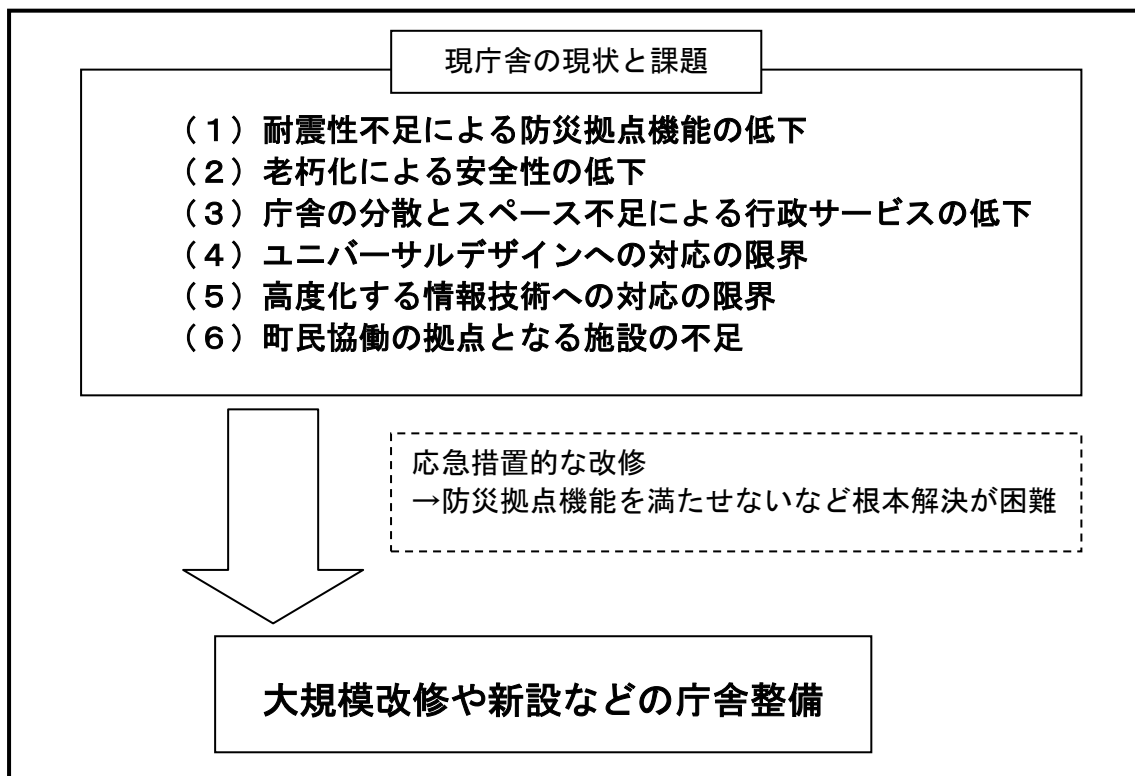 現庁舎の現状と課題
（１）耐震性不足による防災拠点機能の低下
（２）老朽化による安全性の低下
（３）庁舎の分散とスペース不足による行政サービスの低下
（４）ユニバーサルデザインへの対応の限界
（５）高度化する情報技術への対応の限界
（６）町民協働の拠点となる施設の不足
応急措置的な改修
→防災拠点機能を満たせないなど根本解決が困難
大規模改修や新設などの庁舎整備